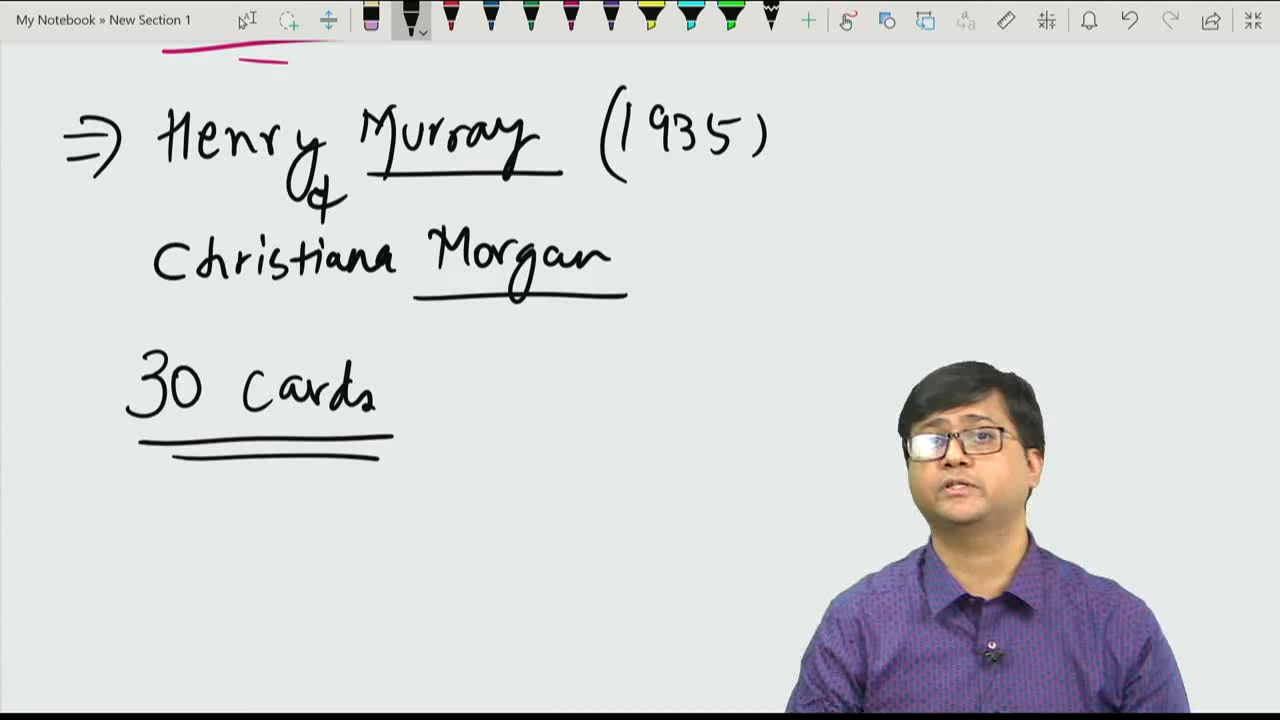 My Notebook » New Section 1
⇒ Henry Murray (1935)
&
Christiana Morgan
30 cards